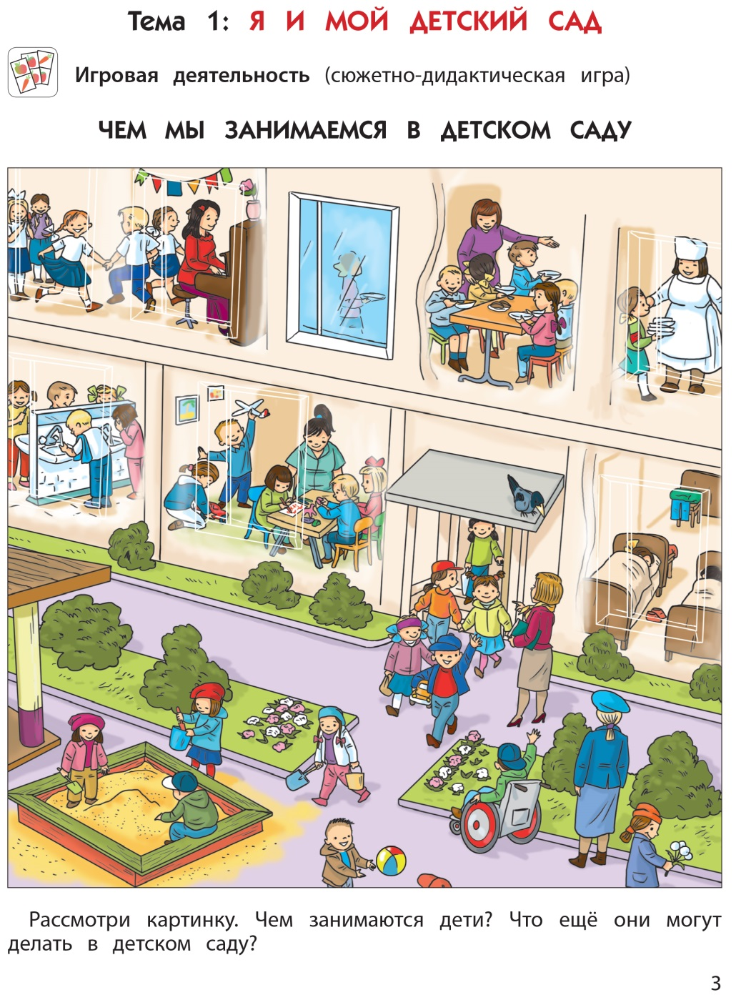 Тема 1: Я И МОЙ ДЕТСКИЙ САД
Игровая деятельность (сюжетно-дидактическая игра)
ЧЕМ МЫ ЗАНИМАЕМСЯ В ДЕТСКОМ САДУ
Рассмотри картинку. Чем занимаются дети? Что ещё они могут
делать в детском саду?
3